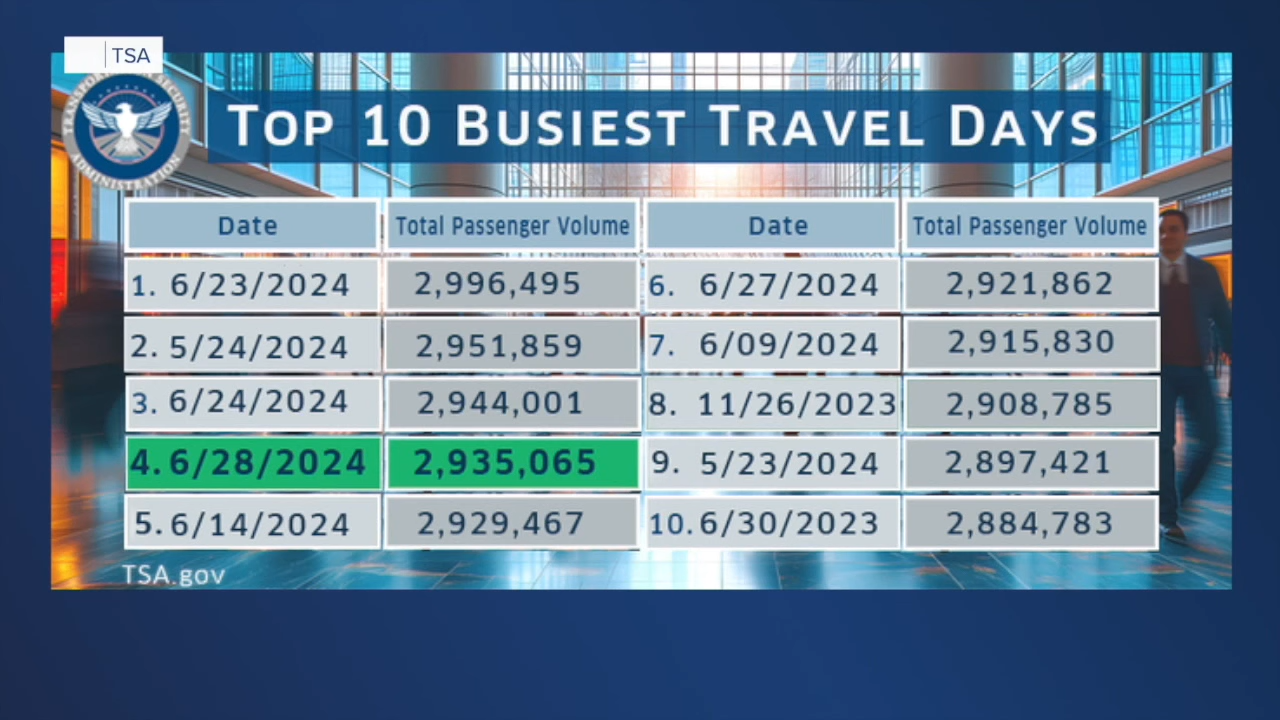 TSA
TRANSPORTATION SECURITY ADMINISTRATION
TOP 10 BUSIEST TRAVEL DAYS
Date Total Passenger Volume Date Total Passenger Volume
1. 6/23/2024 2,996,495 6. 6/27/2024 2,921,862
2. 5/24/2024 2,951,859 7. 6/09/2024 2,915,830
3. 6/24/2024 2,944,001 8. 11/26/2023 2,908,785
4. 6/28/2024 2,935,065 9. 5/23/2024 2,897,421
5. 6/14/2024 2,929,467 10. 6/30/2023 2,884,783
TSA.gov